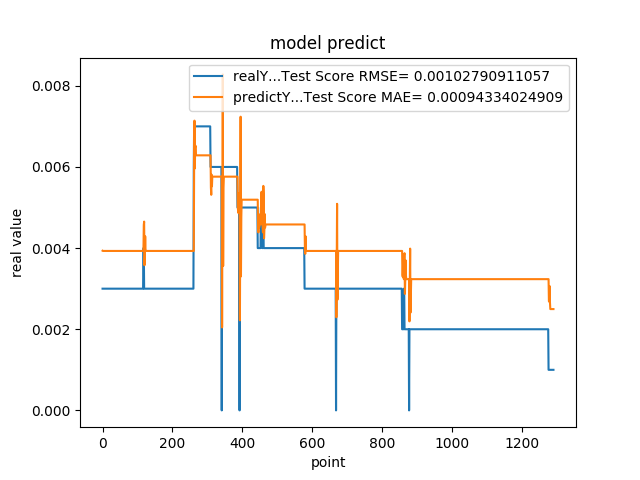 model predict
realY...Test Score RMSE= 0.00102790911057
predictY...Test Score MAE= 0.00094334024909
0.008
0.006
0.004
0.002
0.000
real value
0 200 400 600 800 1000 1200
point